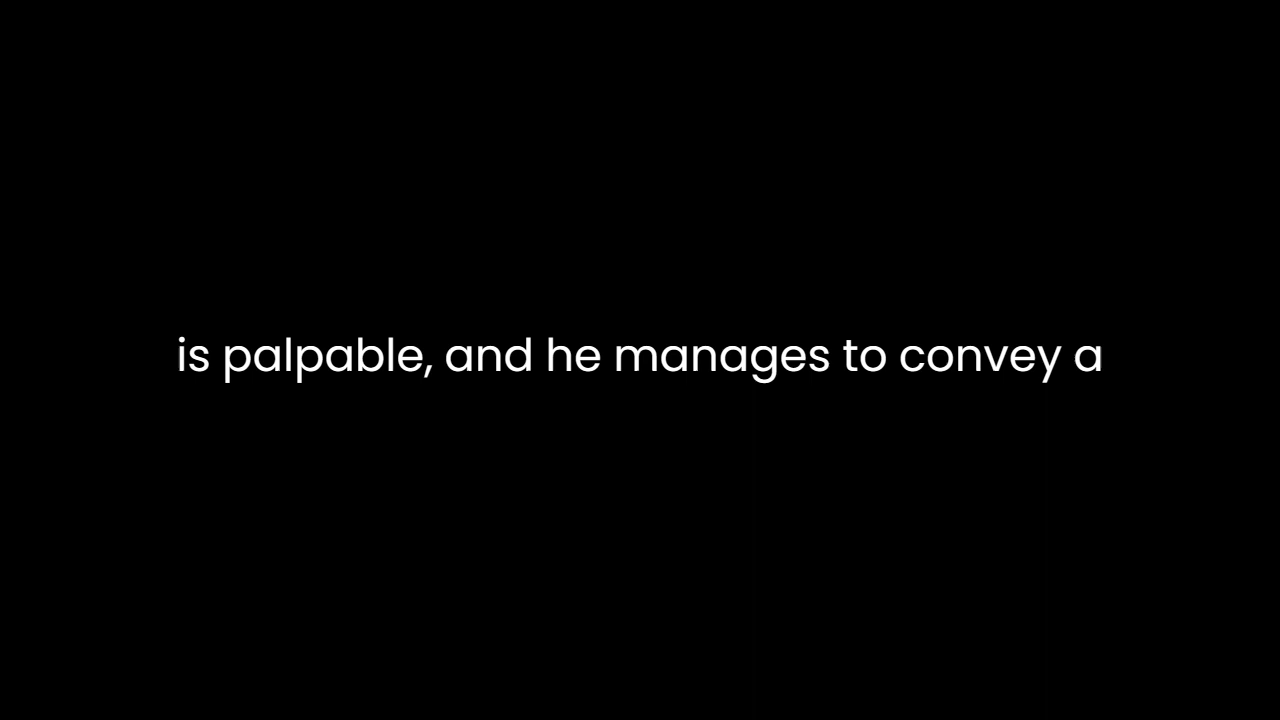 is palpable, and he manages to convey a